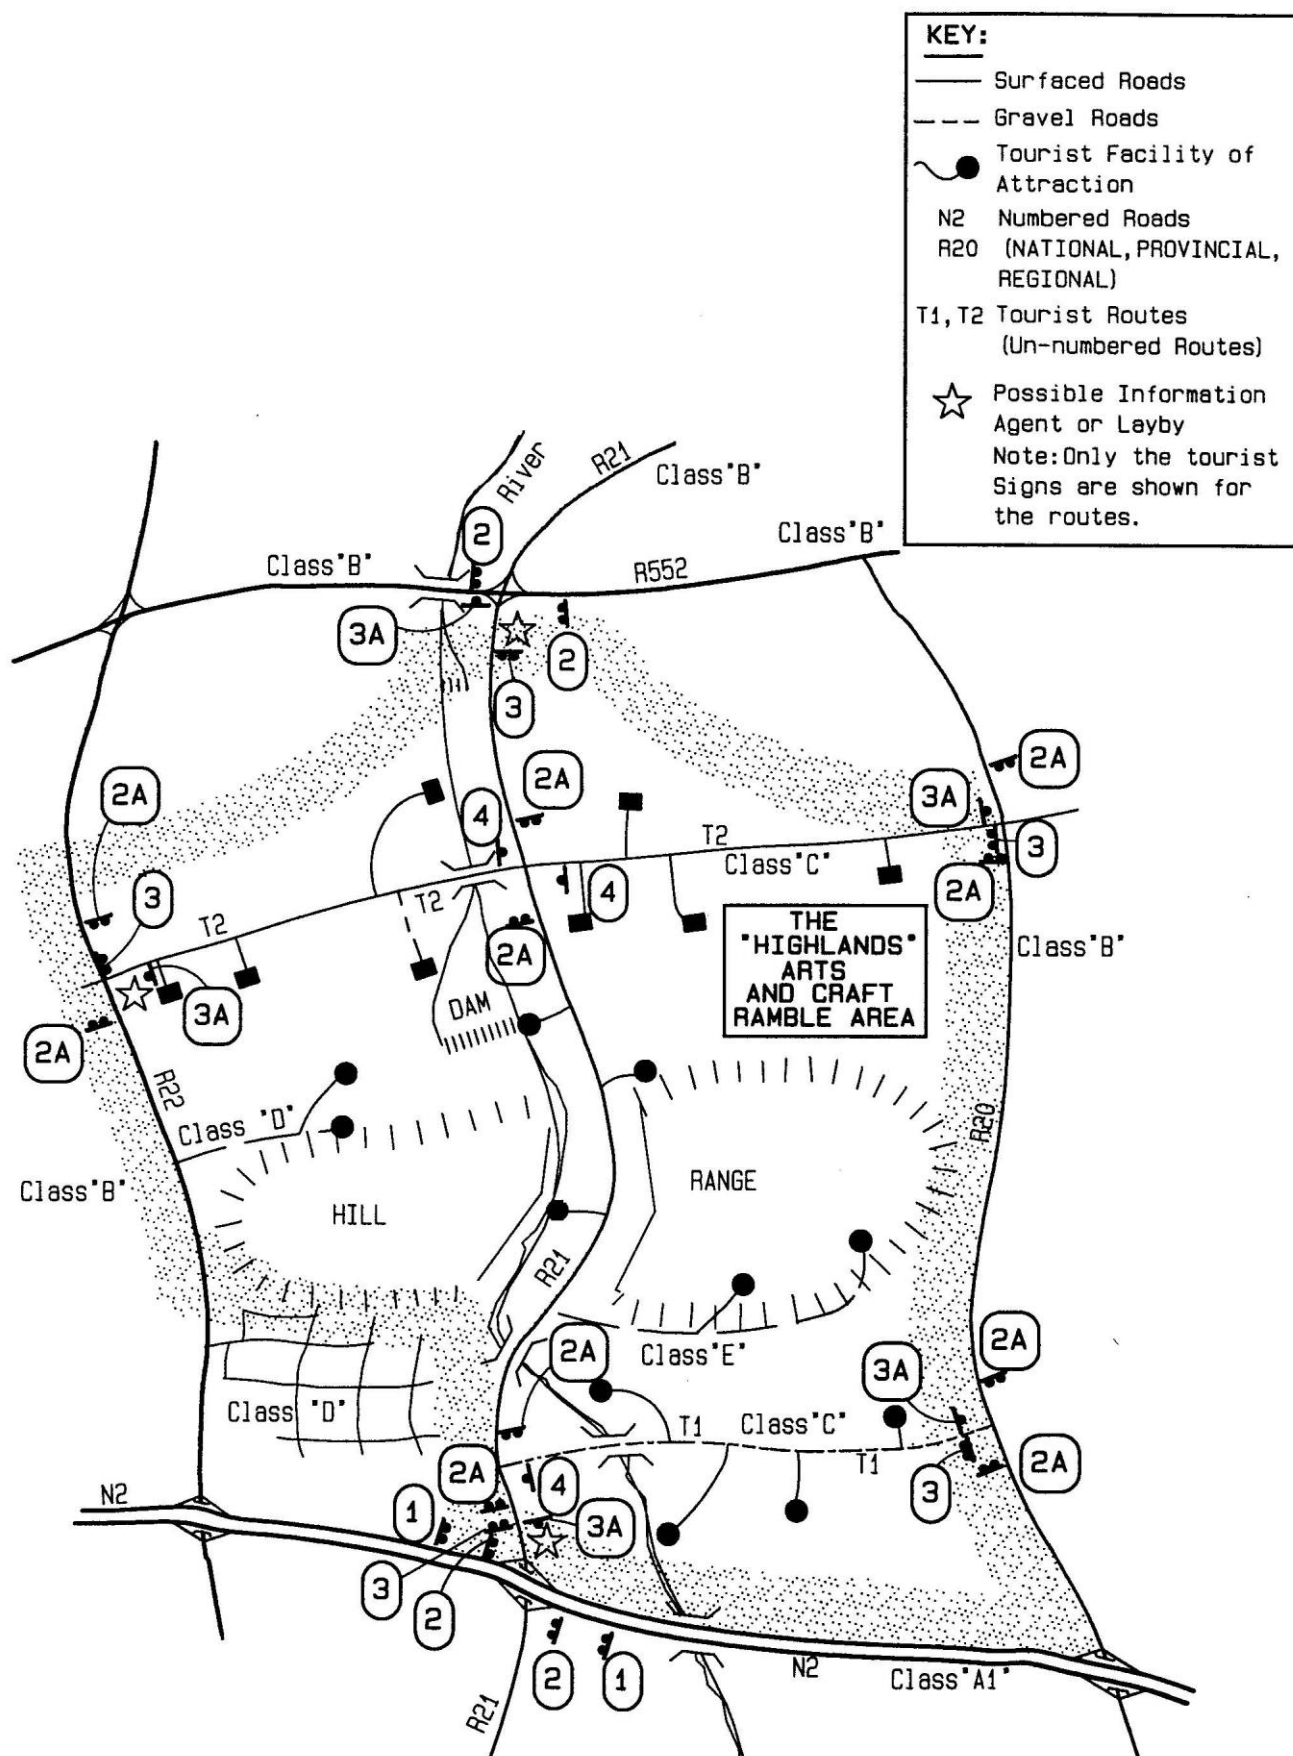 KEY:
Surfaced Roads
Gravel Roads
Tourist Facility of
Attraction
N2 Numbered Roads
R20 (NATIONAL, PROVINCIAL,
REGIONAL)
T1, T2 Tourist Routes
(Un-numbered Routes)
Possible Information
Agent or Layby
Note: Only the tourist
Signs are shown for
the routes.
River
R21
Class "B"
2
Class "B"
Class "B"
R552
3A
2
3
2A
2A
2A
3A
4
T2
3
Class "C"
3
4
2A
T2
T2
THE
"HIGHLANDS"
ARTS
AND CRAFT
RAMBLE AREA
2A
Class "B"
3A
DAM
2A
R22
Class "D"
R20
Class "B"
RANGE
HILL
R21
2A
2A
Class "E"
3A
Class "D"
T1
Class "C"
T1
2A
2A
4
3
N2
1
3A
3
2
N2
Class "A1"
2
1
R21